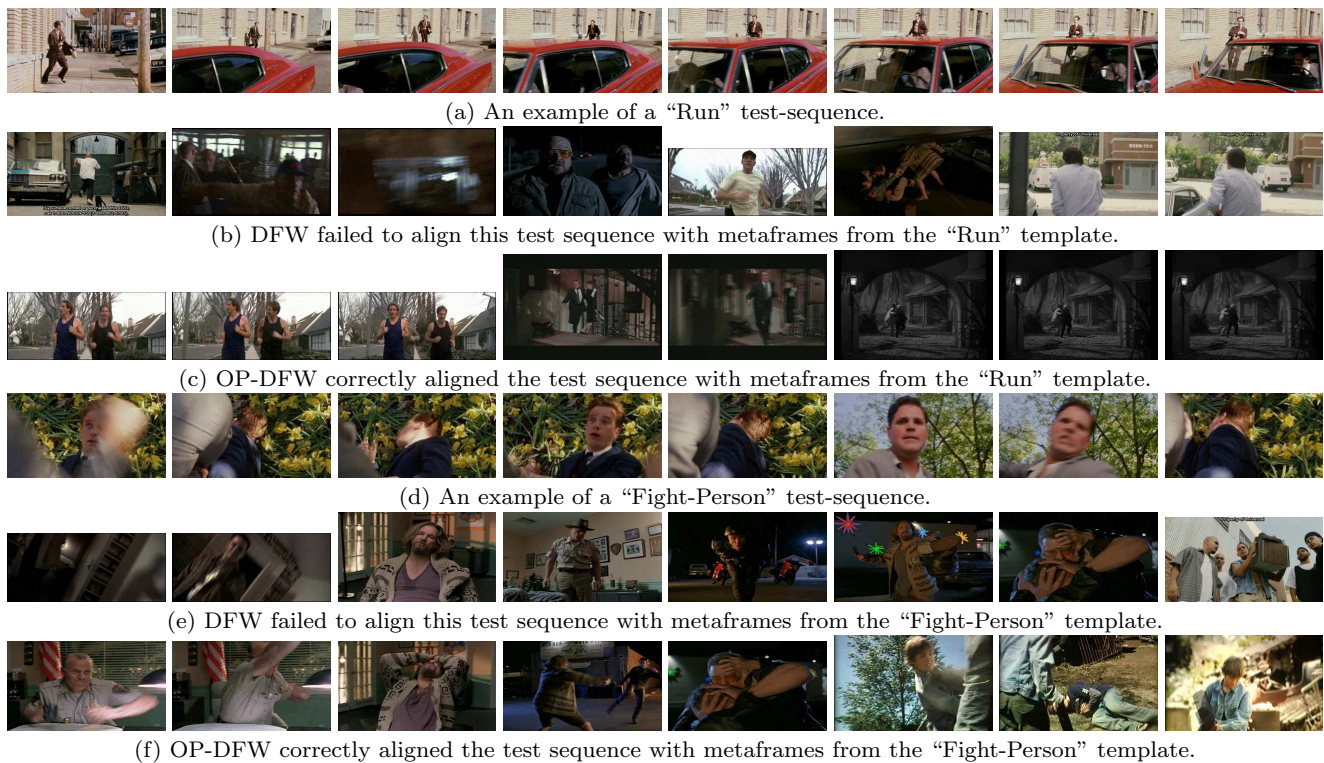 (a) An example of a “Run” test-sequence.
(b) DFW failed to align this test sequence with metaframes from the “Run” template.
(c) OP-DFW correctly aligned the test sequence with metaframes from the “Run” template.
(d) An example of a “Fight-Person” test-sequence.
(e) DFW failed to align this test sequence with metaframes from the “Fight-Person” template.
(f) OP-DFW correctly aligned the test sequence with metaframes from the “Fight-Person” template.